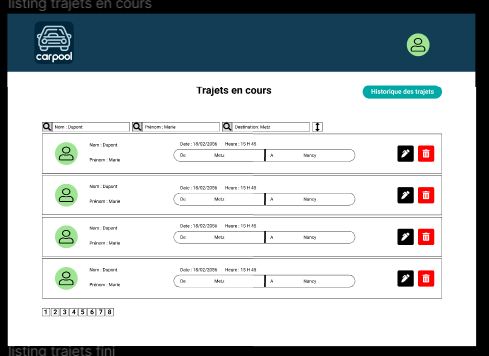 listing trajets en cours
carpool
Trajets en cours
Historique des trajets
Nom : Dupont
Prénom : Marie
Destination: Metz
Nom : Dupont
Prénom : Marie
Date : 18/02/2056 Heure : 15 H 45
De Metz A Nancy
Nom : Dupont
Prénom : Marie
Date : 18/02/2056 Heure : 15 H 45
De Metz A Nancy
Nom : Dupont
Prénom : Marie
Date : 18/02/2056 Heure : 15 H 45
De Metz A Nancy
Nom : Dupont
Prénom : Marie
Date : 18/02/2056 Heure : 15 H 45
De Metz A Nancy
1 2 3 4 5 6 7 8
listing trajets fini